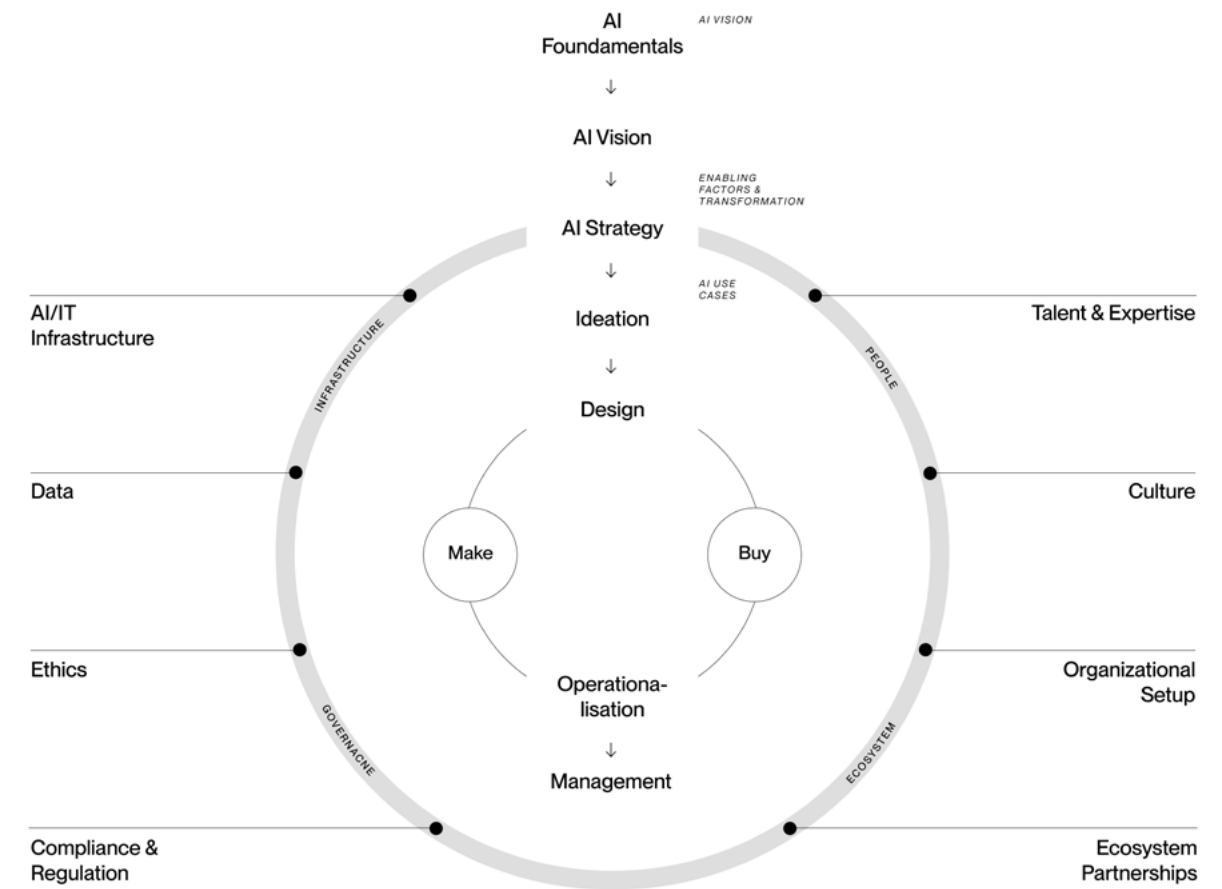 AI
Foundamentals
AI VISION
AI Vision
ENABLING
FACTORS &
TRANSFORMATION
AI Strategy
AI USE
CASES
AI/IT
Infrastructure
Ideation
Talent & Expertise
INFRASTRUCTURE
PEOPLE
Design
Data
Culture
Make
Buy
Ethics
Organizational
Setup
Operationa-
lisation
GOVERNACNE
ECOSYSTEM
Management
Compliance &
Regulation
Ecosystem
Partnerships